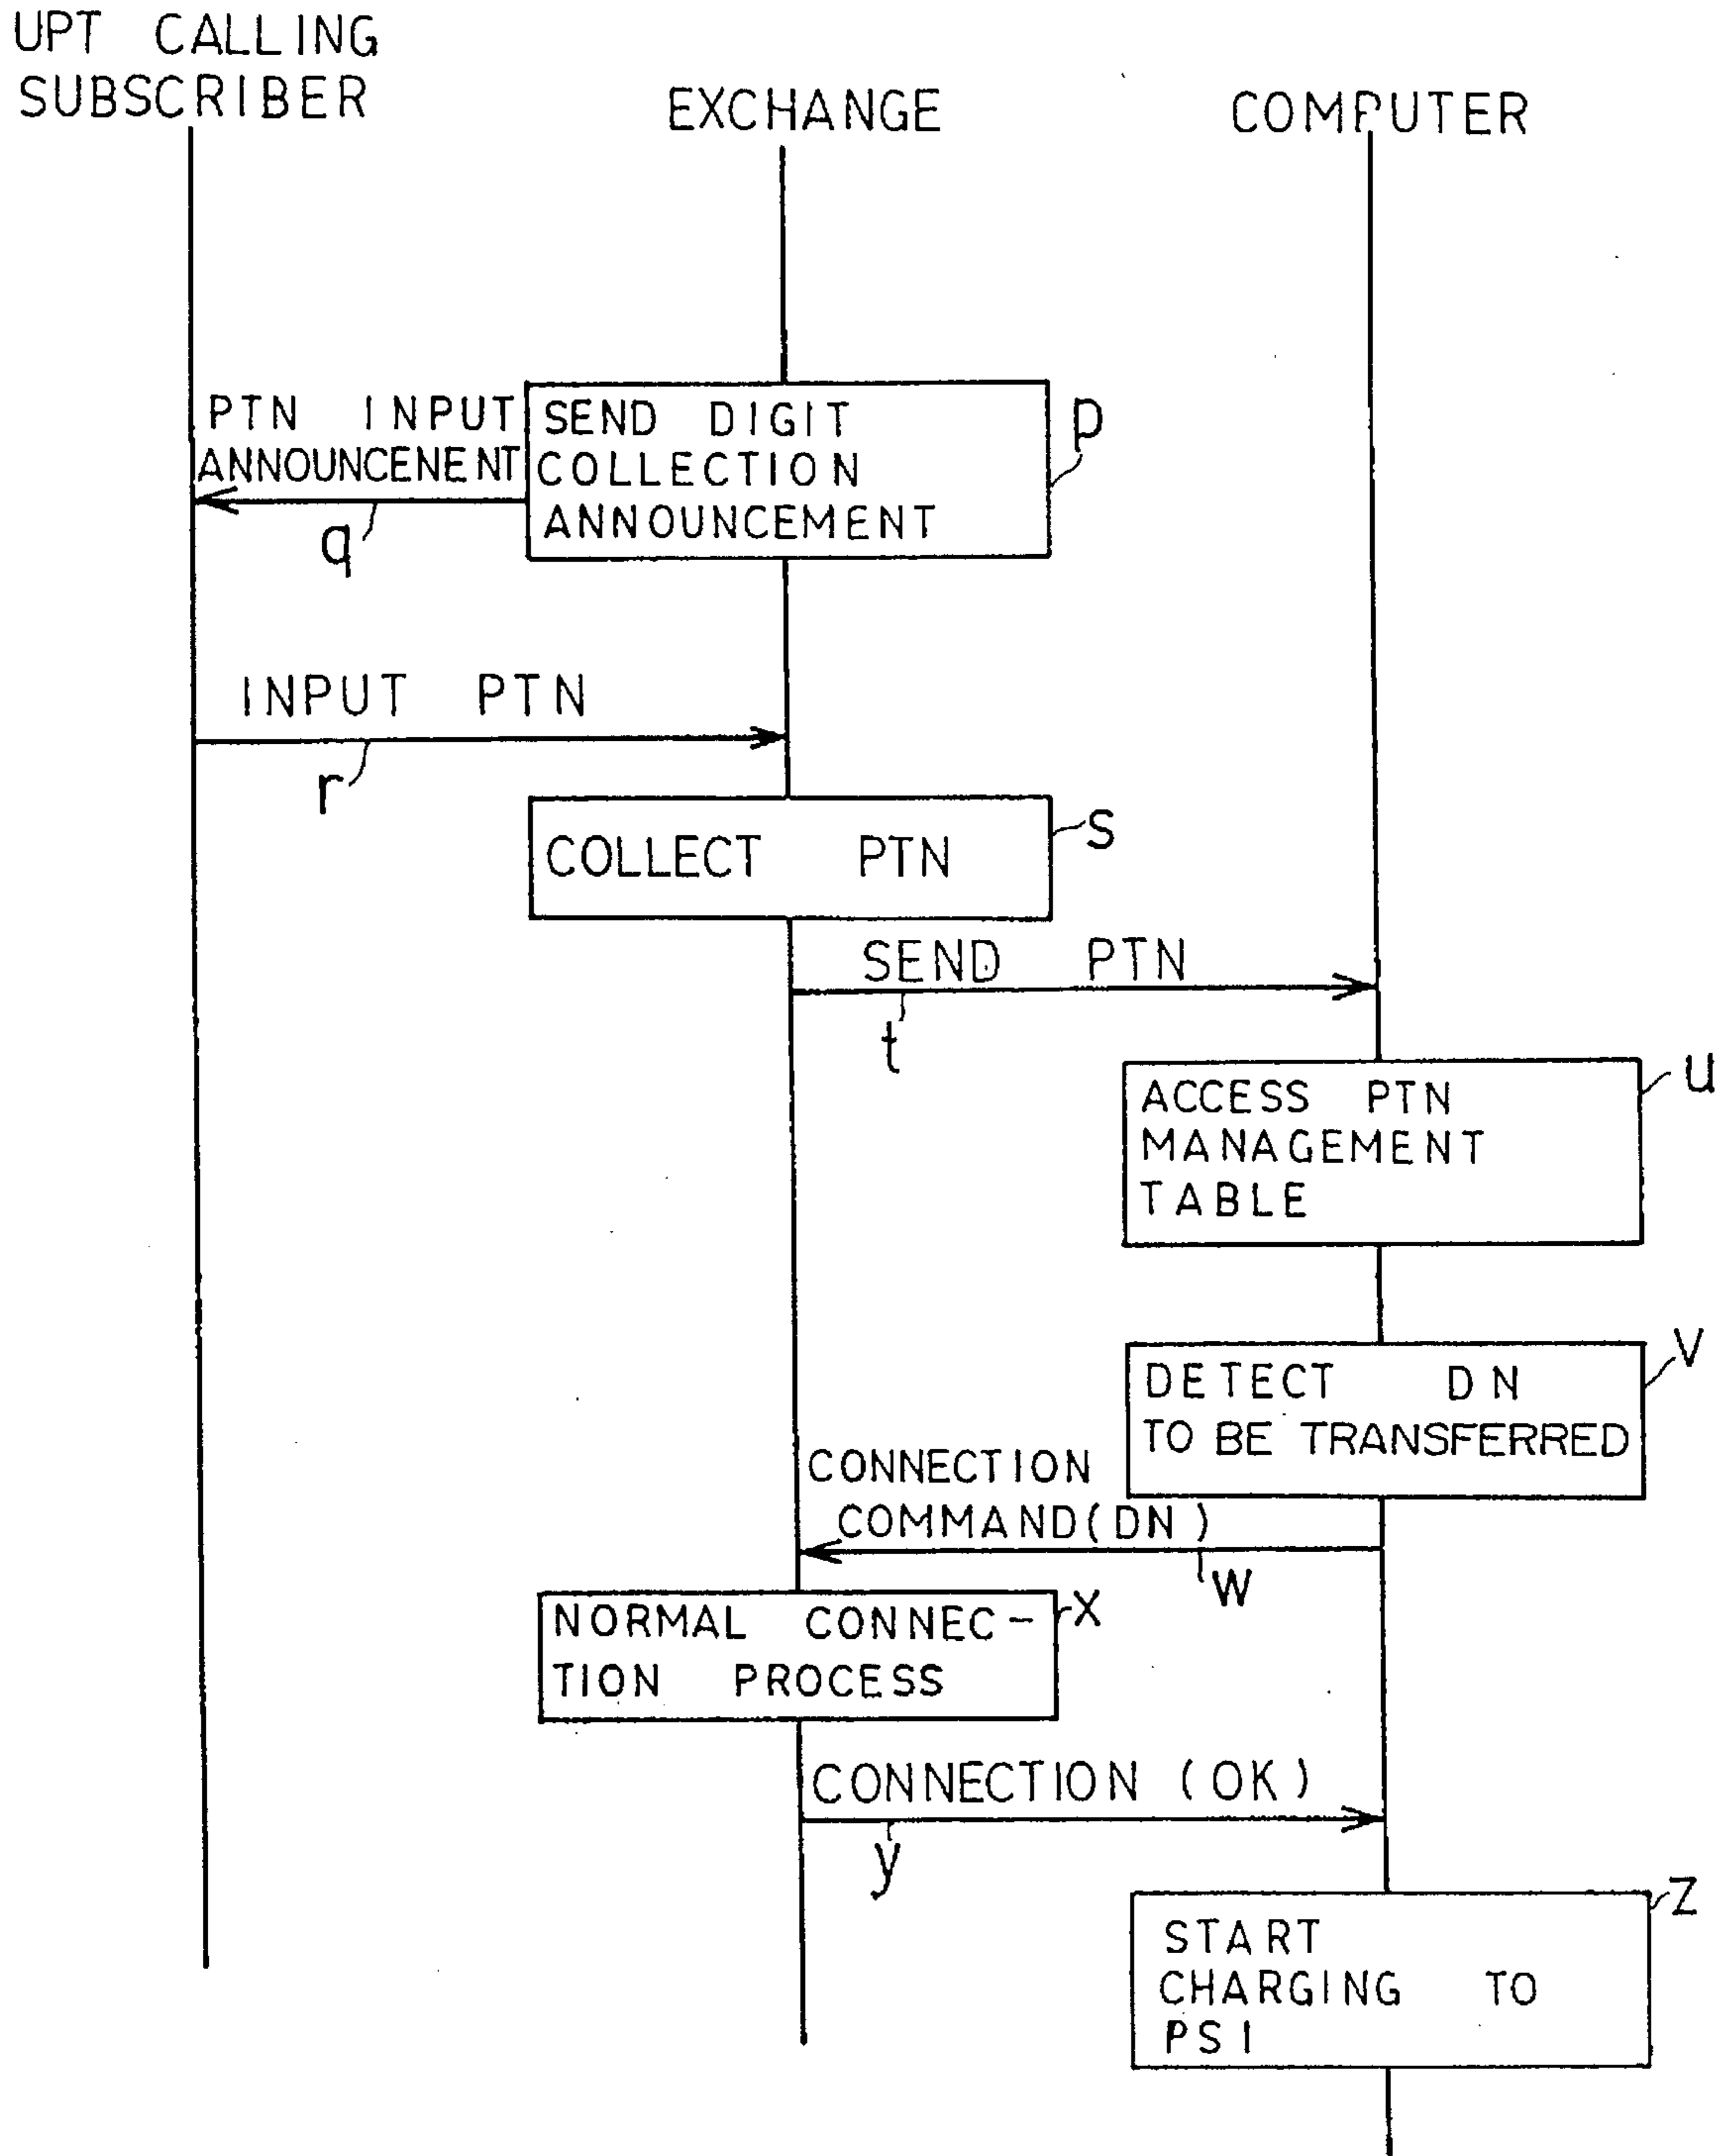 UPT CALLING
SUBSCRIBER
EXCHANGE
COMPUTER
PTN INPUT
ANNOUNCENENT
q
SEND DIGIT
COLLECTION
ANNOUNCEMENT
p
INPUT PTN
r
COLLECT PTN
s
SEND PTN
t
ACCESS PTN
MANAGEMENT
TABLE
u
DETECT DN
TO BE TRANSFERRED
v
CONNECTION
COMMAND(DN)
w
NORMAL CONNEC-
TION PROCESS
x
CONNECTION (OK)
y
START
CHARGING TO
PSI
z